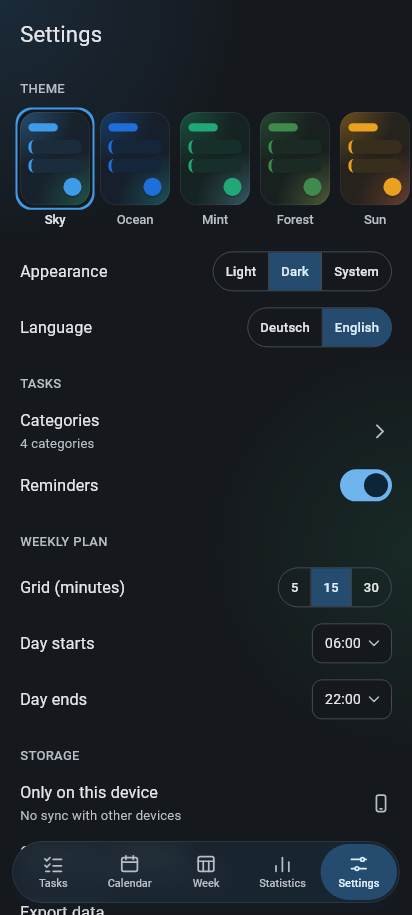 Settings
THEME
Sky
Ocean
Mint
Forest
Sun
Appearance
Light
Dark
System
Language
Deutsch
English
TASKS
Categories
4 categories
Reminders
WEEKLY PLAN
Grid (minutes)
5
15
30
Day starts
06:00
Day ends
22:00
STORAGE
Only on this device
No sync with other devices
Tasks
Calendar
Week
Statistics
Settings
Export data